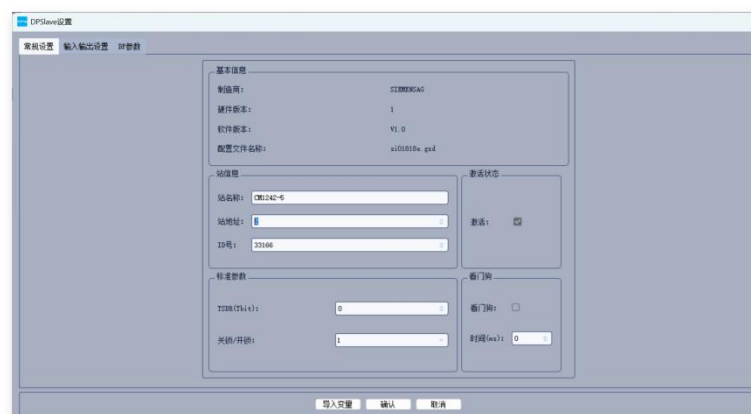 DPSlave设置
常规设置 输入输出设置 DP参数
基本信息
制造商: SIEMENSAG
硬件版本: 1
软件版本: V1.0
配置文件名称: si01818e.gsd
站信息
站名称: CM1242-5
站地址:
ID号: 33166
激活状态
激活:
标准参数
TSDR(Tbit): 0
关锁/开锁: 1
看门狗
看门狗:
时间(ms): 0
导入变量 确认 取消